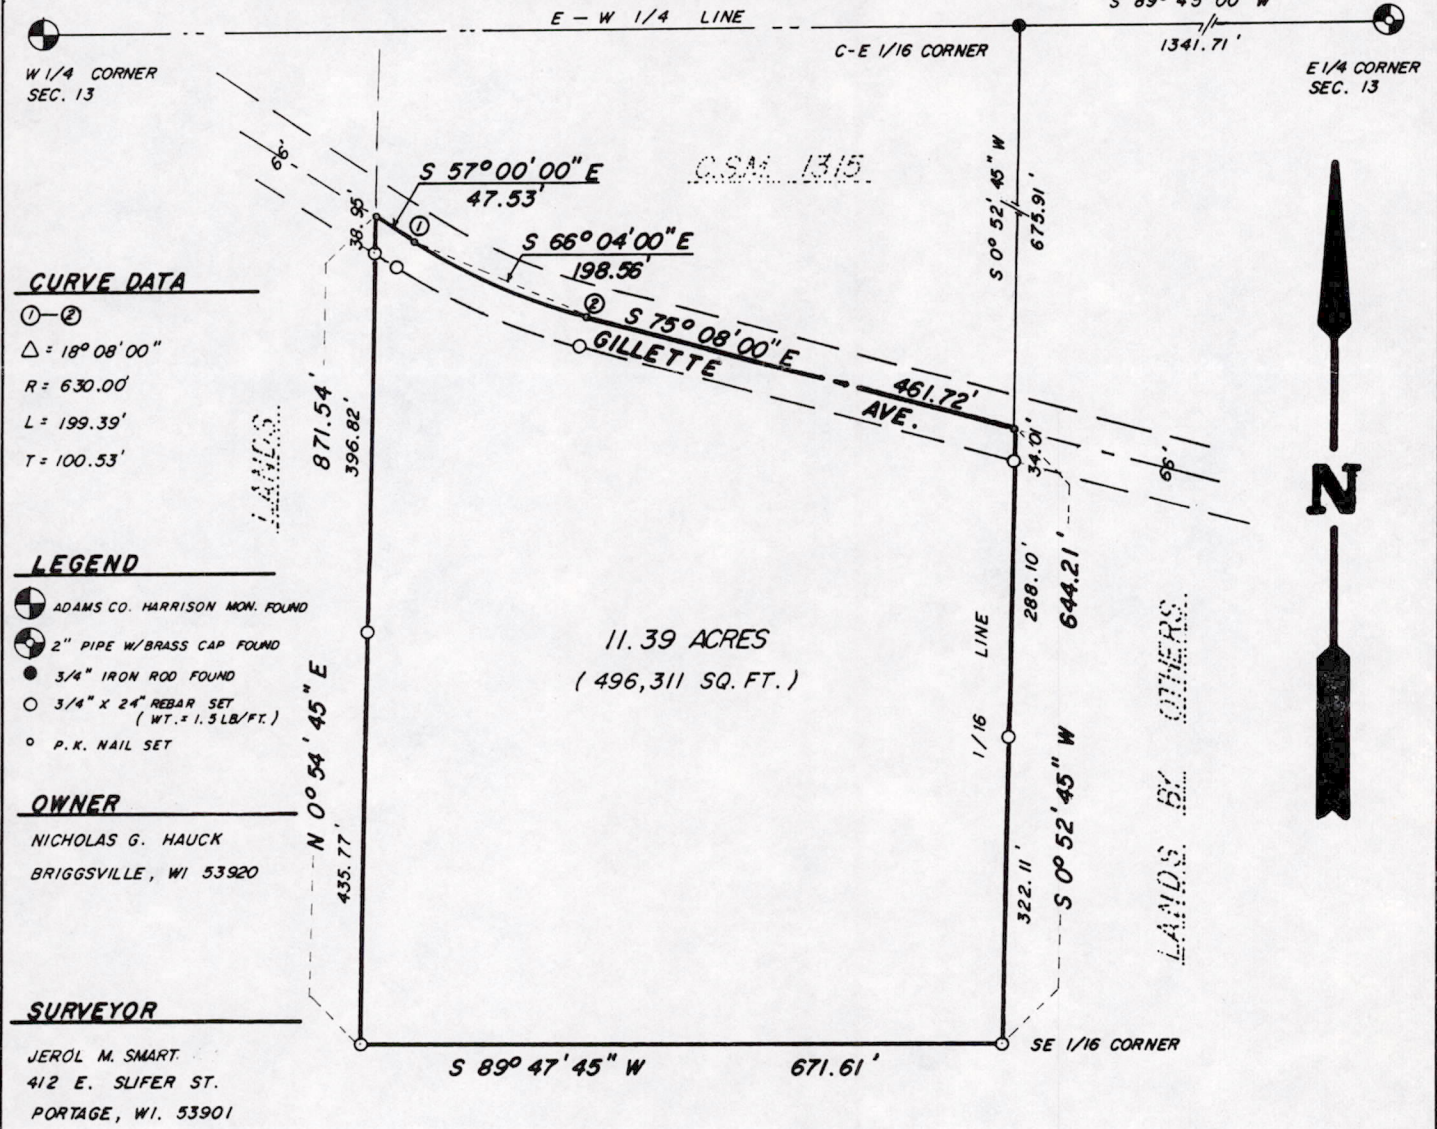 E - W 1/4 LINE
S 89° 49' 00" W
1341.71'
C-E 1/16 CORNER
W 1/4 CORNER
SEC. 13
E 1/4 CORNER
SEC. 13
66'
S 57° 00' 00" E
47.53'
C.S.M. 1315
S 0° 52' 45" W
675.91'
38.95'
①
S 66° 04' 00" E
198.56'
②
S 75° 08' 00" E
GILLETTE
461.72'
AVE.
34.01'
66'
CURVE DATA
①-②
△ = 18° 08' 00"
R = 630.00'
L = 199.39'
T = 100.53'
LANDS
871.54'
396.82'
N
LEGEND
ADAMS CO. HARRISON MON. FOUND
2" PIPE W/BRASS CAP FOUND
3/4" IRON ROD FOUND
3/4" X 24" REBAR SET
( WT. = 1.5 LB/FT. )
P.K. NAIL SET
11.39 ACRES
( 496,311 SQ. FT. )
1/16 LINE
288.10'
644.21'
N 0° 54' 45" E
435.77'
322.11'
S 0° 52' 45" W
LANDS BY OTHERS
OWNER
NICHOLAS G. HAUCK
BRIGGSVILLE, WI 53920
SURVEYOR
JEROL M. SMART
412 E. SLIFER ST.
PORTAGE, WI. 53901
S 89° 47' 45" W 671.61'
SE 1/16 CORNER